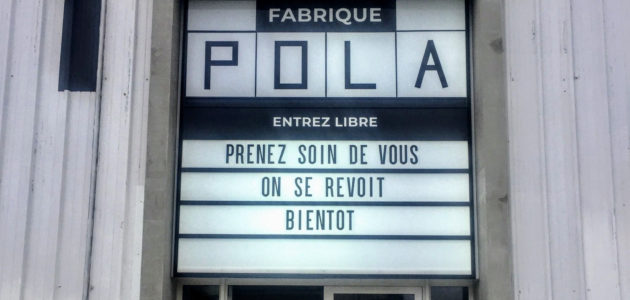 FABRIQUE
POLA
ENTREZ LIBRE
PRENEZ SOIN DE VOUS
ON SE REVOIT
BIENTOT